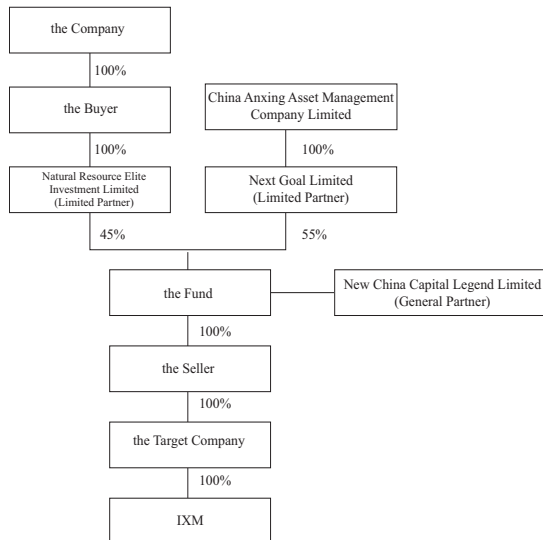 the Company
100%
the Buyer
China Anxing Asset Management
Company Limited
100%
100%
Natural Resource Elite
Investment Limited
(Limited Partner)
Next Goal Limited
(Limited Partner)
45%
55%
the Fund
New China Capital Legend Limited
(General Partner)
100%
the Seller
100%
the Target Company
100%
IXM